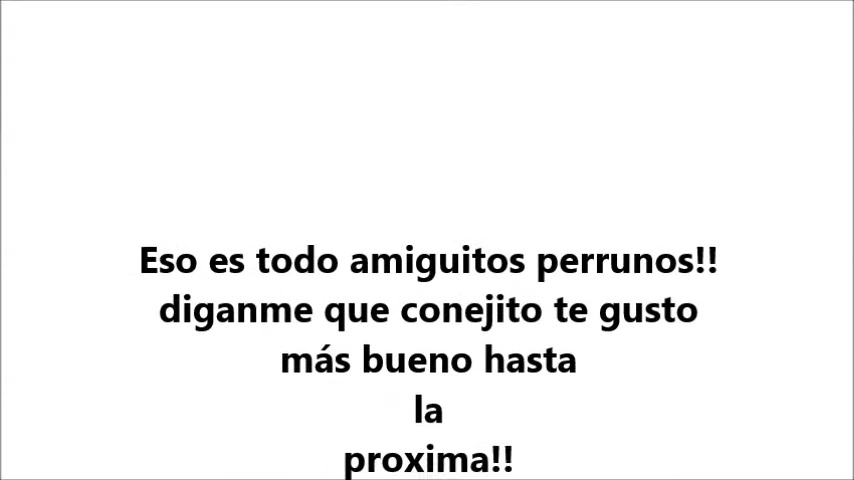 Eso es todo amiguitos perrunos!!
diganme que conejito te gusto
más bueno hasta
la
proxima!!